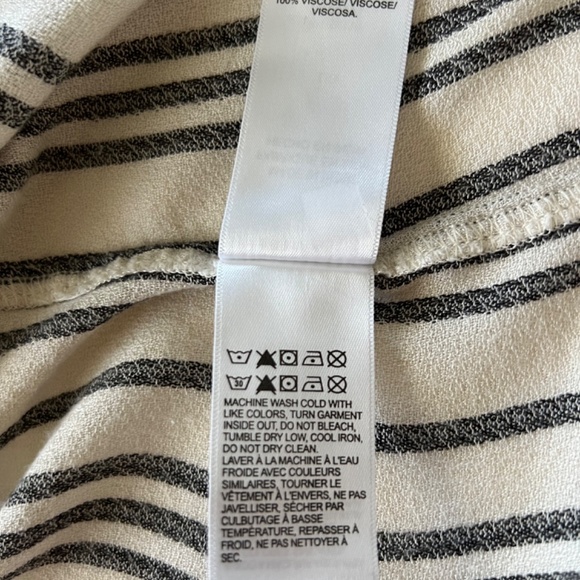 100% VISCOSE/ VISCOSE/
VISCOSA.
30
MACHINE WASH COLD WITH
LIKE COLORS, TURN GARMENT
INSIDE OUT, DO NOT BLEACH,
TUMBLE DRY LOW, COOL IRON,
DO NOT DRY CLEAN.
LAVER À LA MACHINE À L'EAU
FROIDE AVEC COULEURS
SIMILAIRES, TOURNER LE
VÊTEMENT À L'ENVERS, NE PAS
JAVELLISER, SÉCHER PAR
CULBUTAGE À BASSE
TEMPÉRATURE, REPASSER À
FROID, NE PAS NETTOYER À
SEC.